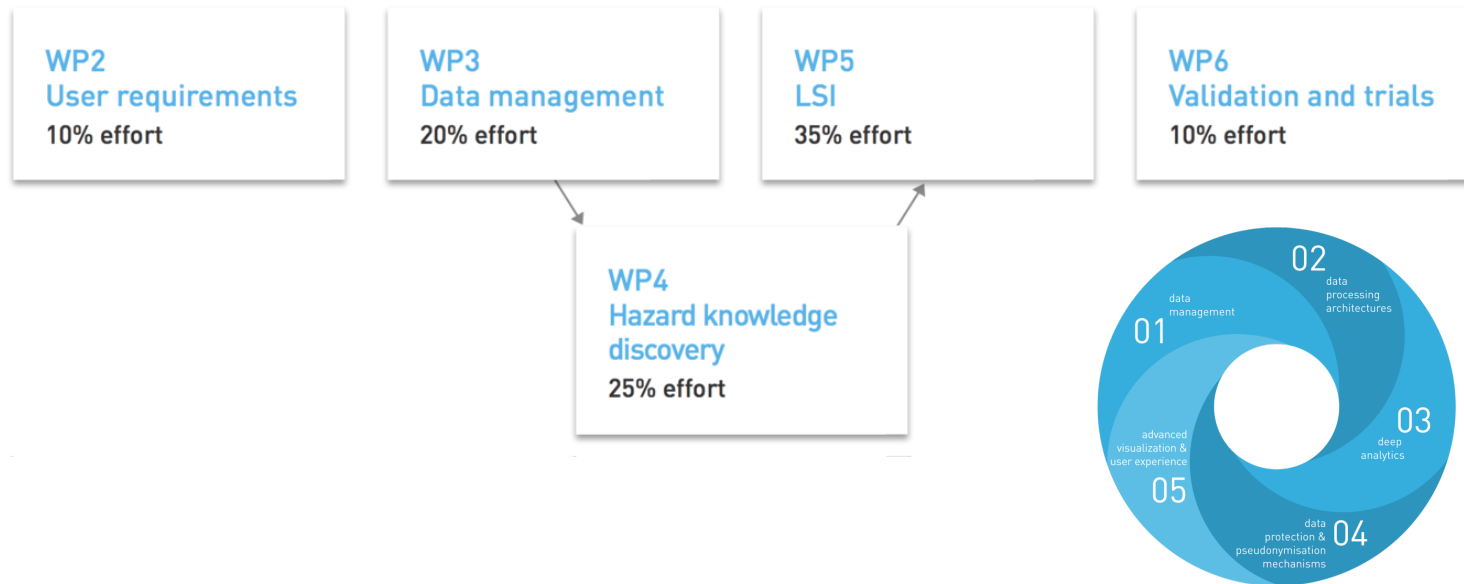 WP2
User requirements
10% effort
WP3
Data management
20% effort
WP5
LSI
35% effort
WP6
Validation and trials
10% effort
WP4
Hazard knowledge
discovery
25% effort
01
data
management
02
data
processing
architectures
03
deep
analytics
04
data
protection &
pseudonymisation
mechanisms
05
advanced
visualization &
user experience